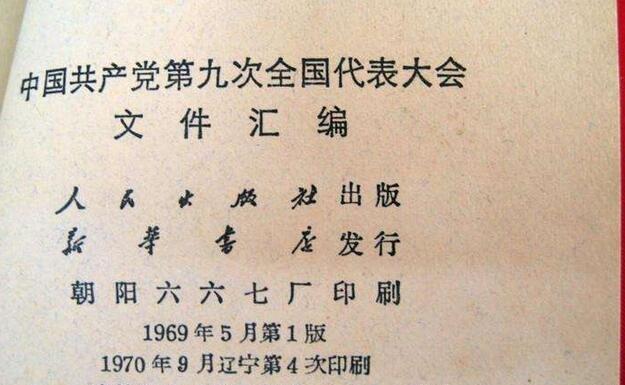 中国共产党第九次全国代表大会
文件汇编
人民出版社出版
新华书店发行
朝阳六六七厂印刷
1969年5月第1版
1970年9月辽宁第4次印刷